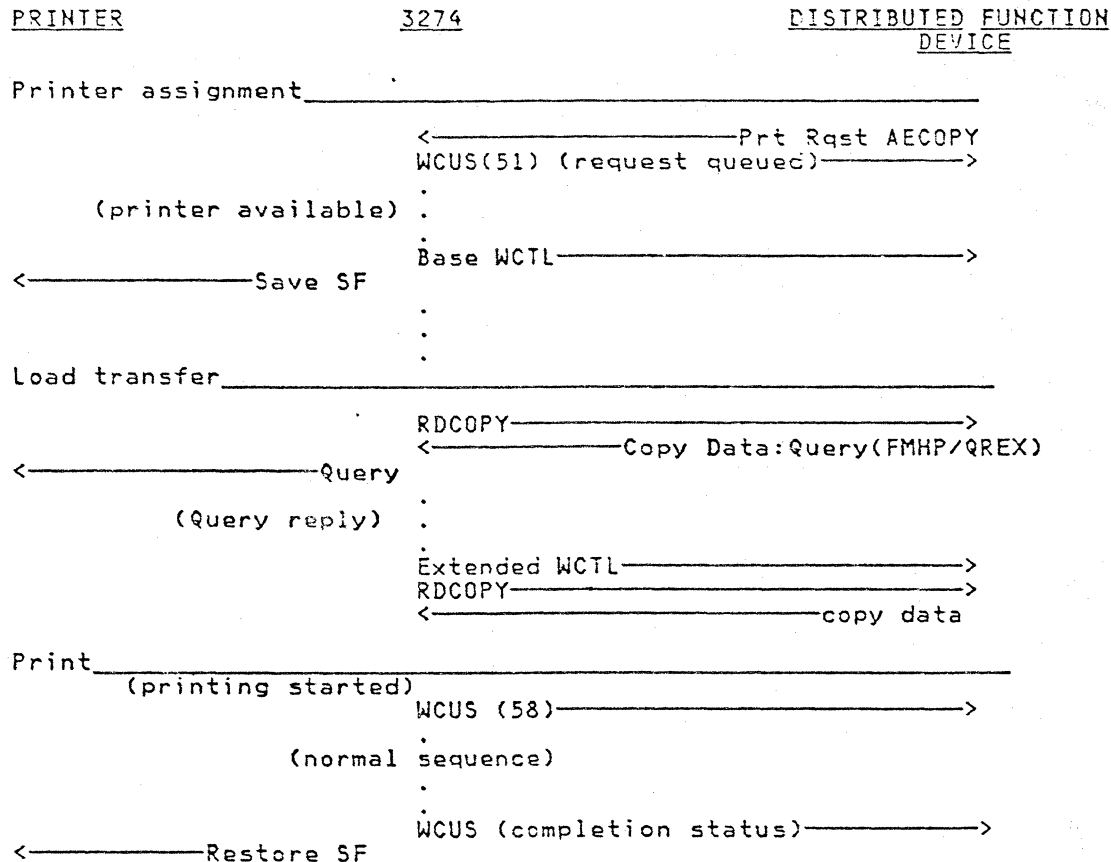 PRINTER 3274 DISTRIBUTED FUNCTION
DEVICE
Printer assignment
<————Prt Rqst AECOPY
WCUS(51) (request queued)————>
.
(printer available) .
.
Base WCTL————>
<————Save SF
.
.
.
Load transfer
RDCOPY————>
<————Copy Data:Query(FMHP/QREX)
<————Query
.
(Query reply) .
.
Extended WCTL————>
RDCOPY————>
<————copy data
Print
(printing started)
WCUS (58)————>
.
(normal sequence)
.
.
WCUS (completion status)————>
<————Restore SF